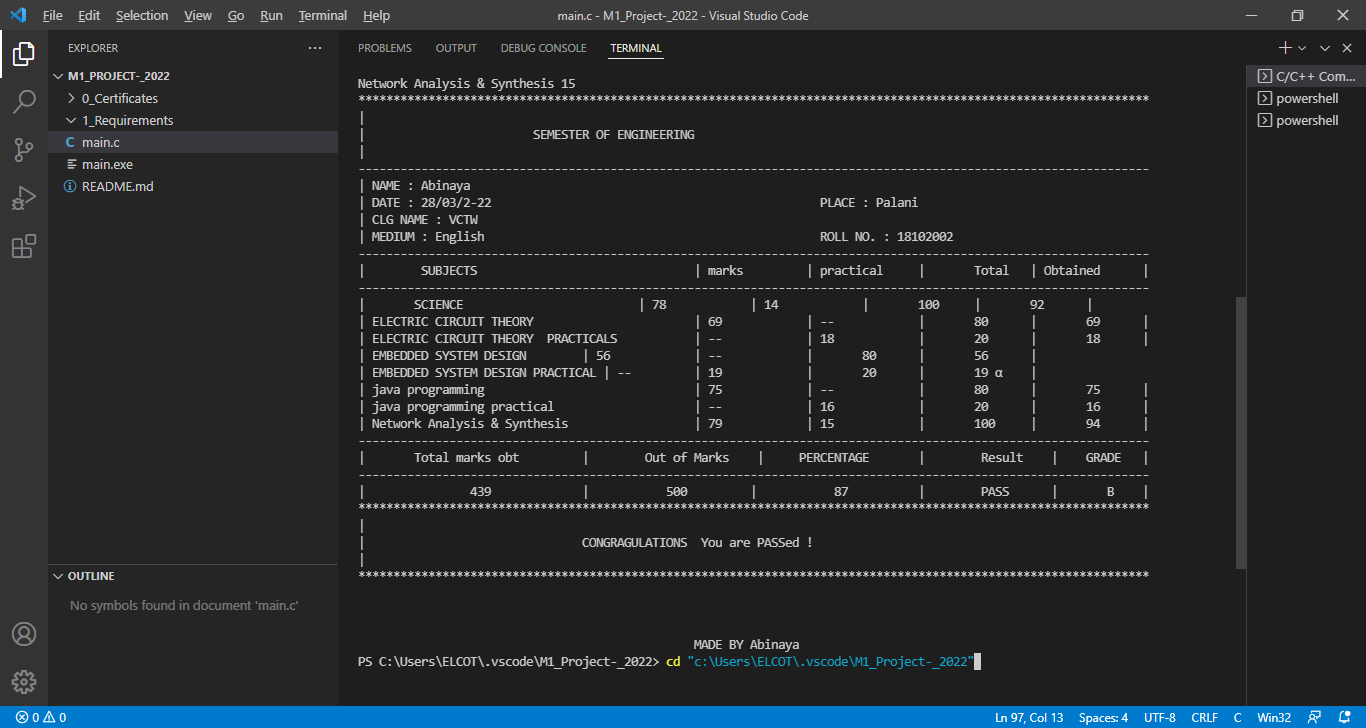 File Edit Selection View Go Run Terminal Help main.c - M1_Project-_2022 - Visual Studio Code
EXPLORER ···
M1_PROJECT-_2022
0_Certificates
1_Requirements
C main.c
main.exe
README.md
OUTLINE
No symbols found in document 'main.c'
PROBLEMS OUTPUT DEBUG CONSOLE TERMINAL
Network Analysis & Synthesis 15
*****************************************************************************************************************
|
| SEMESTER OF ENGINEERING
|
-----------------------------------------------------------------------------------------------------------------
| NAME : Abinaya
| DATE : 28/03/2-22 PLACE : Palani
| CLG NAME : VCTW
| MEDIUM : English ROLL NO. : 18102002
-----------------------------------------------------------------------------------------------------------------
| SUBJECTS | marks | practical | Total | Obtained |
-----------------------------------------------------------------------------------------------------------------
| SCIENCE | 78 | 14 | 100 | 92 |
| ELECTRIC CIRCUIT THEORY | 69 | -- | 80 | 69 |
| ELECTRIC CIRCUIT THEORY PRACTICALS | -- | 18 | 20 | 18 |
| EMBEDDED SYSTEM DESIGN | 56 | -- | 80 | 56 |
| EMBEDDED SYSTEM DESIGN PRACTICAL | -- | 19 | 20 | 19 α |
| java programming | 75 | -- | 80 | 75 |
| java programming practical | -- | 16 | 20 | 16 |
| Network Analysis & Synthesis | 79 | 15 | 100 | 94 |
-----------------------------------------------------------------------------------------------------------------
| Total marks obt | Out of Marks | PERCENTAGE | Result | GRADE |
-----------------------------------------------------------------------------------------------------------------
| 439 | 500 | 87 | PASS | B |
*****************************************************************************************************************
|
| CONGRAGULATIONS You are PASSed !
|
*****************************************************************************************************************
MADE BY Abinaya
PS C:\Users\ELCOT\.vscode\M1_Project-_2022> cd "c:\Users\ELCOT\.vscode\M1_Project-_2022"
C/C++ Com...
powershell
powershell
0 0 Ln 97, Col 13 Spaces: 4 UTF-8 CRLF C Win32